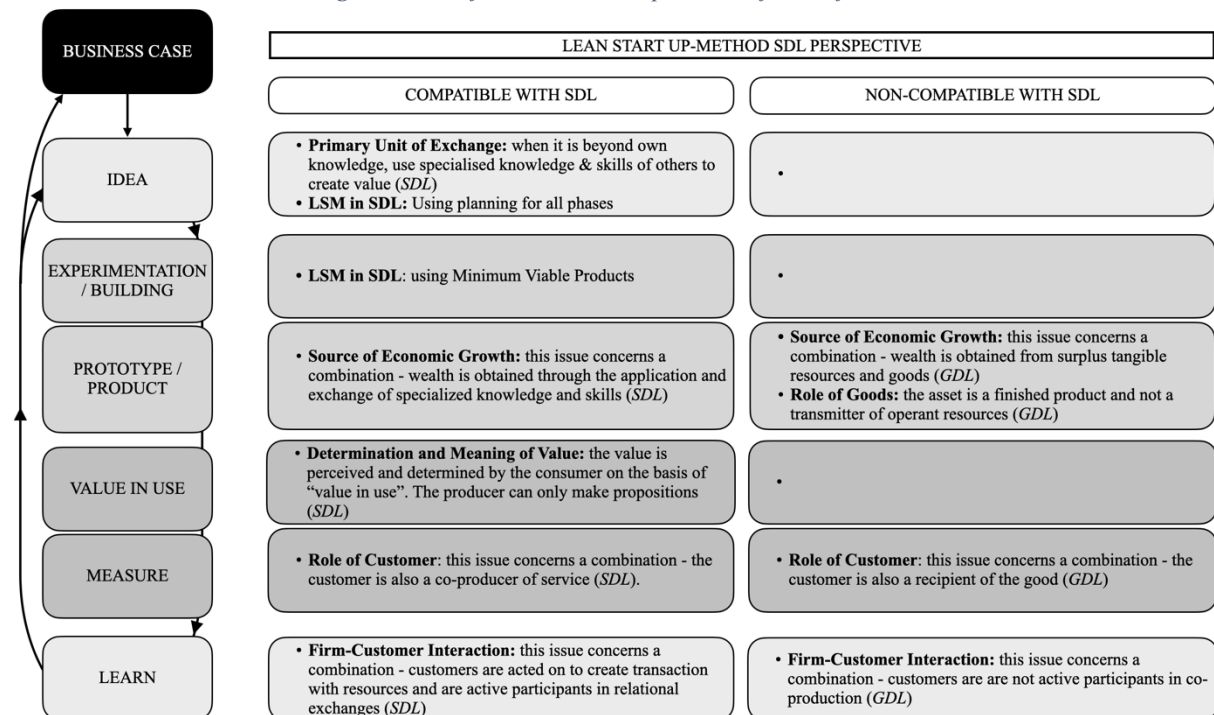 BUSINESS CASE
LEAN START UP-METHOD SDL PERSPECTIVE
COMPATIBLE WITH SDL
NON-COMPATIBLE WITH SDL
IDEA
• Primary Unit of Exchange: when it is beyond own
knowledge, use specialised knowledge & skills of others to
create value (SDL)
• LSM in SDL: Using planning for all phases
•
EXPERIMENTATION
/ BUILDING
• LSM in SDL: using Minimum Viable Products
•
PROTOTYPE /
PRODUCT
• Source of Economic Growth: this issue concerns a
combination - wealth is obtained through the application and
exchange of specialized knowledge and skills (SDL)
• Source of Economic Growth: this issue concerns a
combination - wealth is obtained from surplus tangible
resources and goods (GDL)
• Role of Goods: the asset is a finished product and not a
transmitter of operant resources (GDL)
VALUE IN USE
• Determination and Meaning of Value: the value is
perceived and determined by the consumer on the basis of
“value in use”. The producer can only make propositions
(SDL)
•
MEASURE
• Role of Customer: this issue concerns a combination - the
customer is also a co-producer of service (SDL).
• Role of Customer: this issue concerns a combination - the
customer is also a recipient of the good (GDL)
LEARN
• Firm-Customer Interaction: this issue concerns a
combination - customers are acted on to create transaction
with resources and are active participants in relational
exchanges (SDL)
• Firm-Customer Interaction: this issue concerns a
combination - customers are are not active participants in co-
production (GDL)